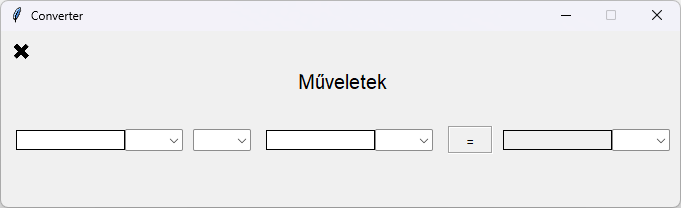 Converter
Műveletek
=